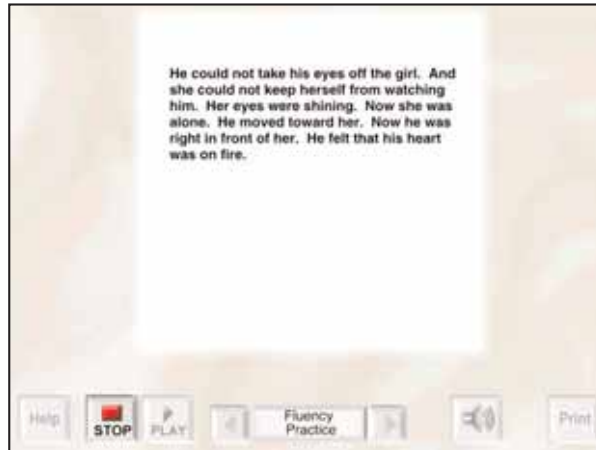 He could not take his eyes off the girl.  And
she could not keep herself from watching
him.  Her eyes were shining.  Now she was
alone.  He moved toward her.  Now he was
right in front of her.  He felt that his heart
was on fire.
Help
STOP
PLAY
Fluency
Practice
Print